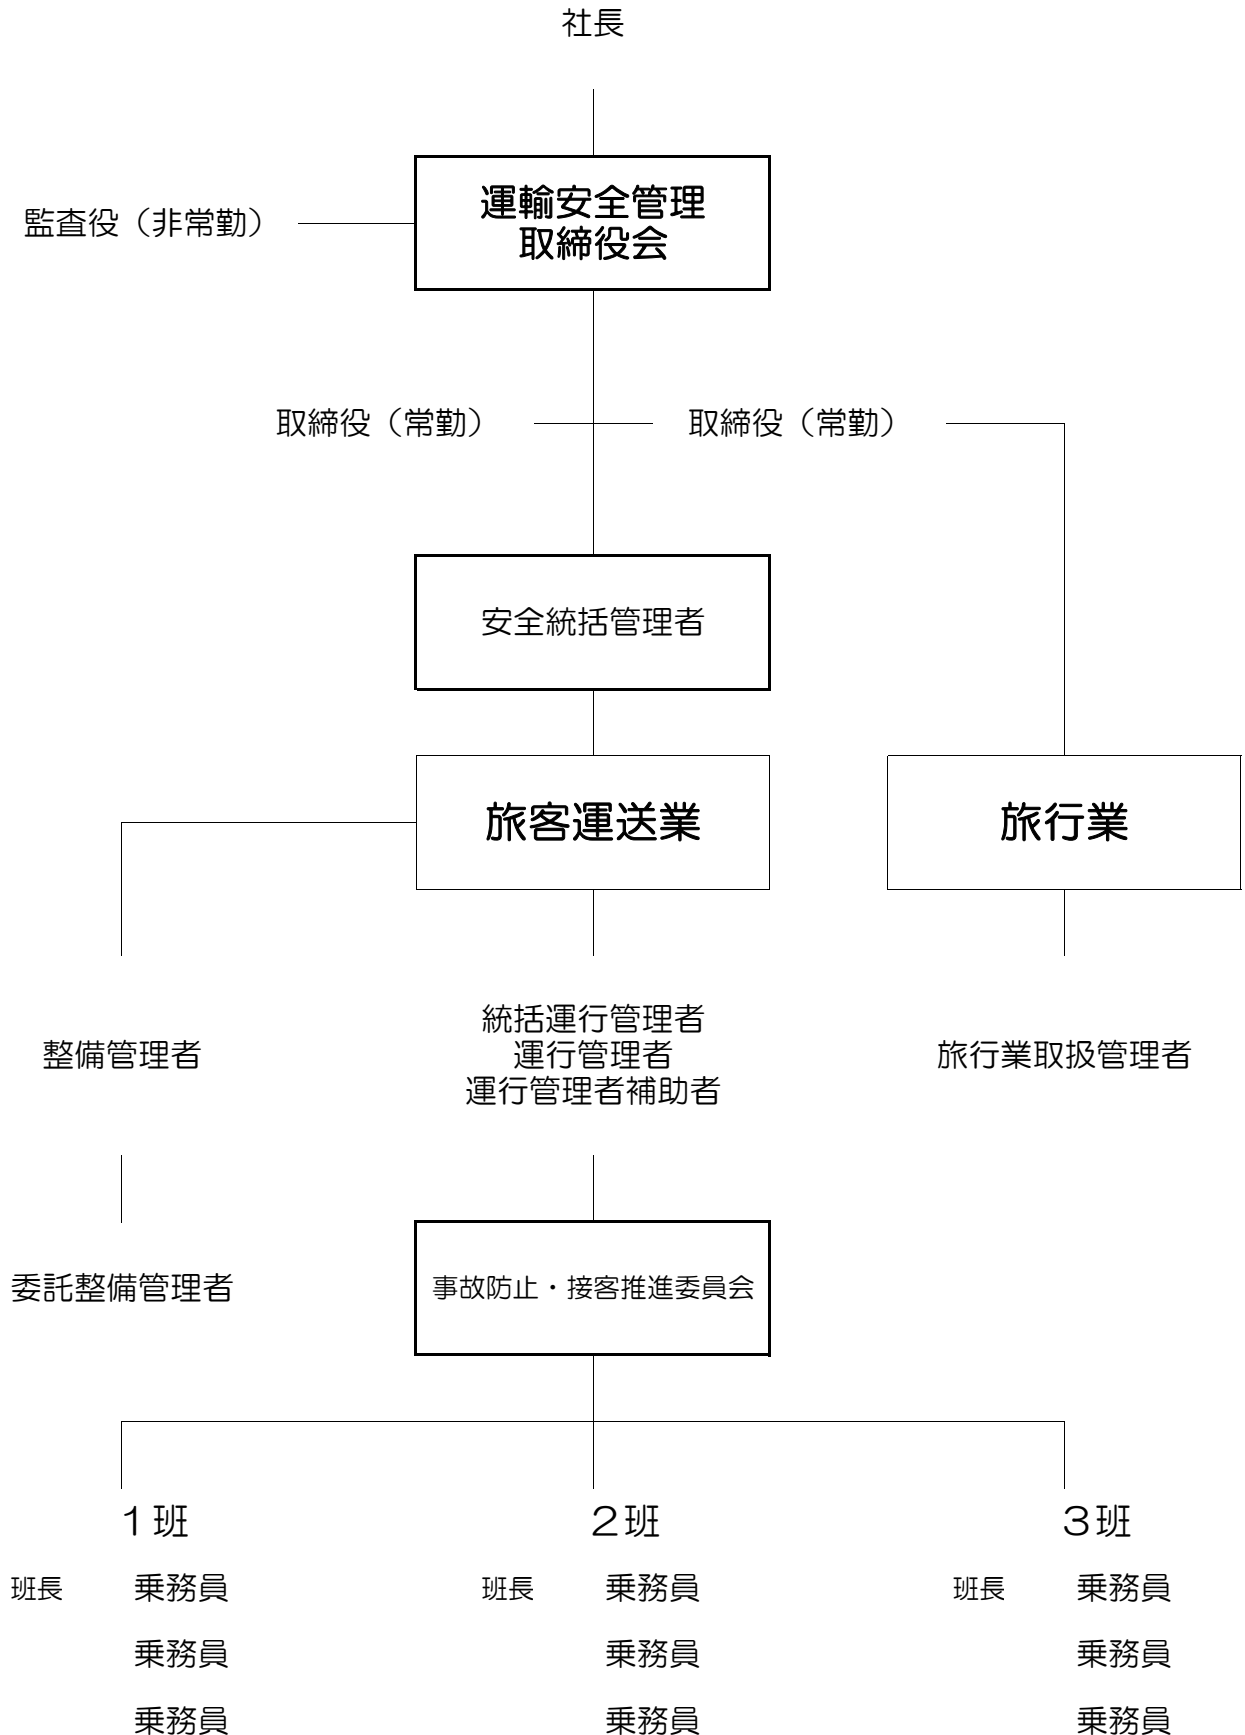 社長
運輸安全管理
取締役会
監査役（非常勤）
取締役（常勤）
取締役（常勤）
安全統括管理者
旅客運送業
旅行業
整備管理者
統括運行管理者
運行管理者
運行管理者補助者
旅行業取扱管理者
委託整備管理者
事故防止・接客推進委員会
１班
２班
３班
班長 乗務員
班長 乗務員
班長 乗務員
乗務員
乗務員
乗務員
乗務員
乗務員
乗務員